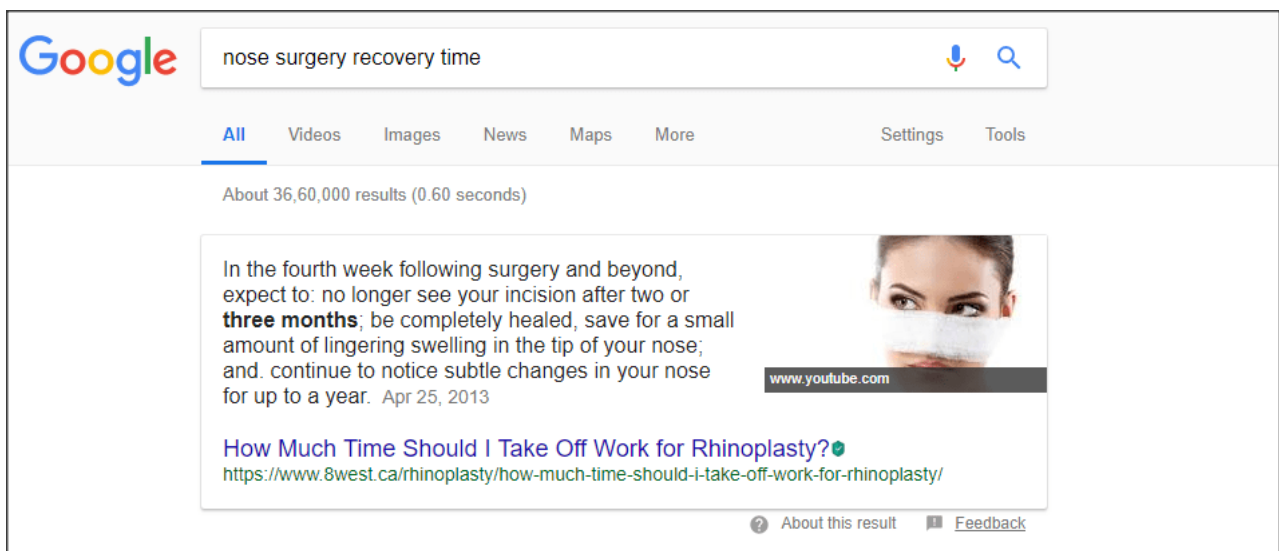 Google
nose surgery recovery time
All Videos Images News Maps More Settings Tools
About 36,60,000 results (0.60 seconds)
In the fourth week following surgery and beyond,
expect to: no longer see your incision after two or
three months; be completely healed, save for a small
amount of lingering swelling in the tip of your nose;
and. continue to notice subtle changes in your nose
for up to a year. Apr 25, 2013
www.youtube.com
How Much Time Should I Take Off Work for Rhinoplasty?
https://www.8west.ca/rhinoplasty/how-much-time-should-i-take-off-work-for-rhinoplasty/
About this result Feedback